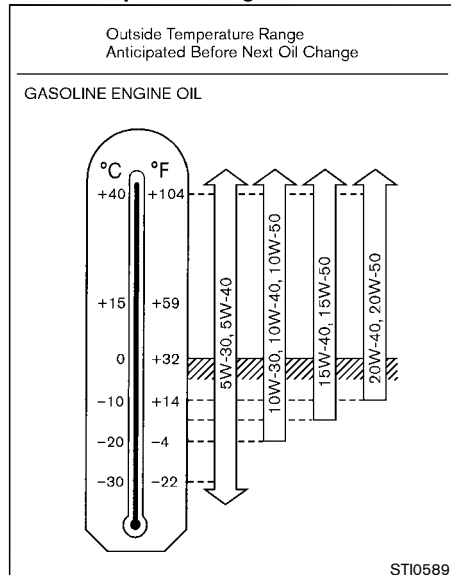 Outside Temperature Range
Anticipated Before Next Oil Change
GASOLINE ENGINE OIL
°C °F
+40 +104
+15 +59
0 +32
-10 +14
-20 -4
-30 -22
5W-30, 5W-40
10W-30, 10W-40, 10W-50
15W-40, 15W-50
20W-40, 20W-50
STI0589